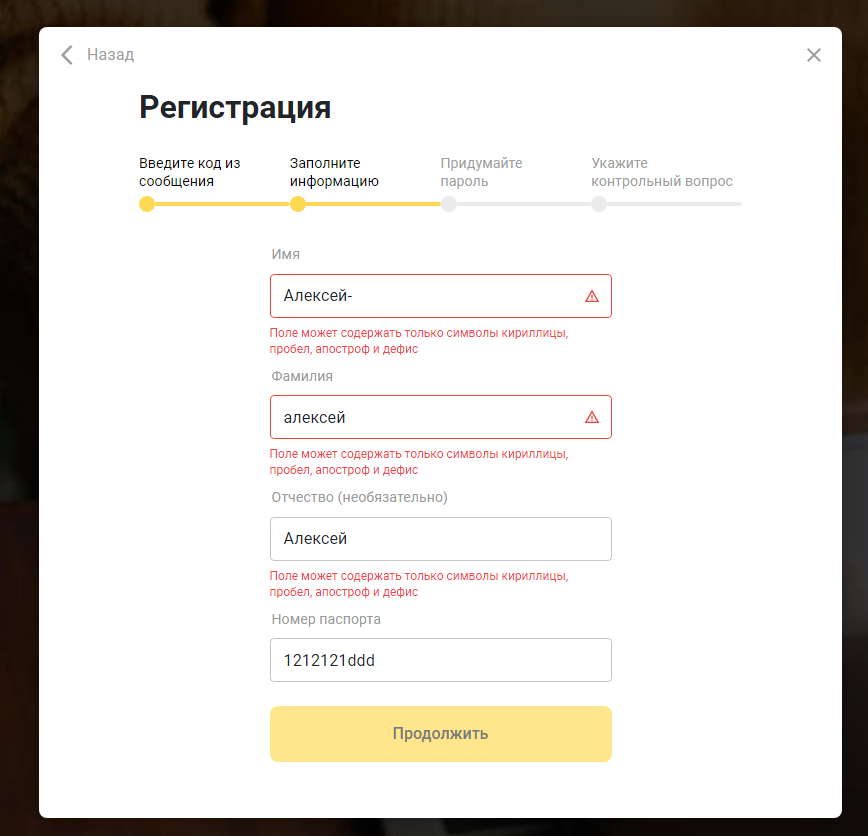 Назад
Регистрация
Введите код из
сообщения
Заполните
информацию
Придумайте
пароль
Укажите
контрольный вопрос
Имя
Алексей-
Поле может содержать только символы кириллицы,
пробел, апостроф и дефис
Фамилия
алексей
Поле может содержать только символы кириллицы,
пробел, апостроф и дефис
Отчество (необязательно)
Алексей
Поле может содержать только символы кириллицы,
пробел, апостроф и дефис
Номер паспорта
1212121ddd
Продолжить